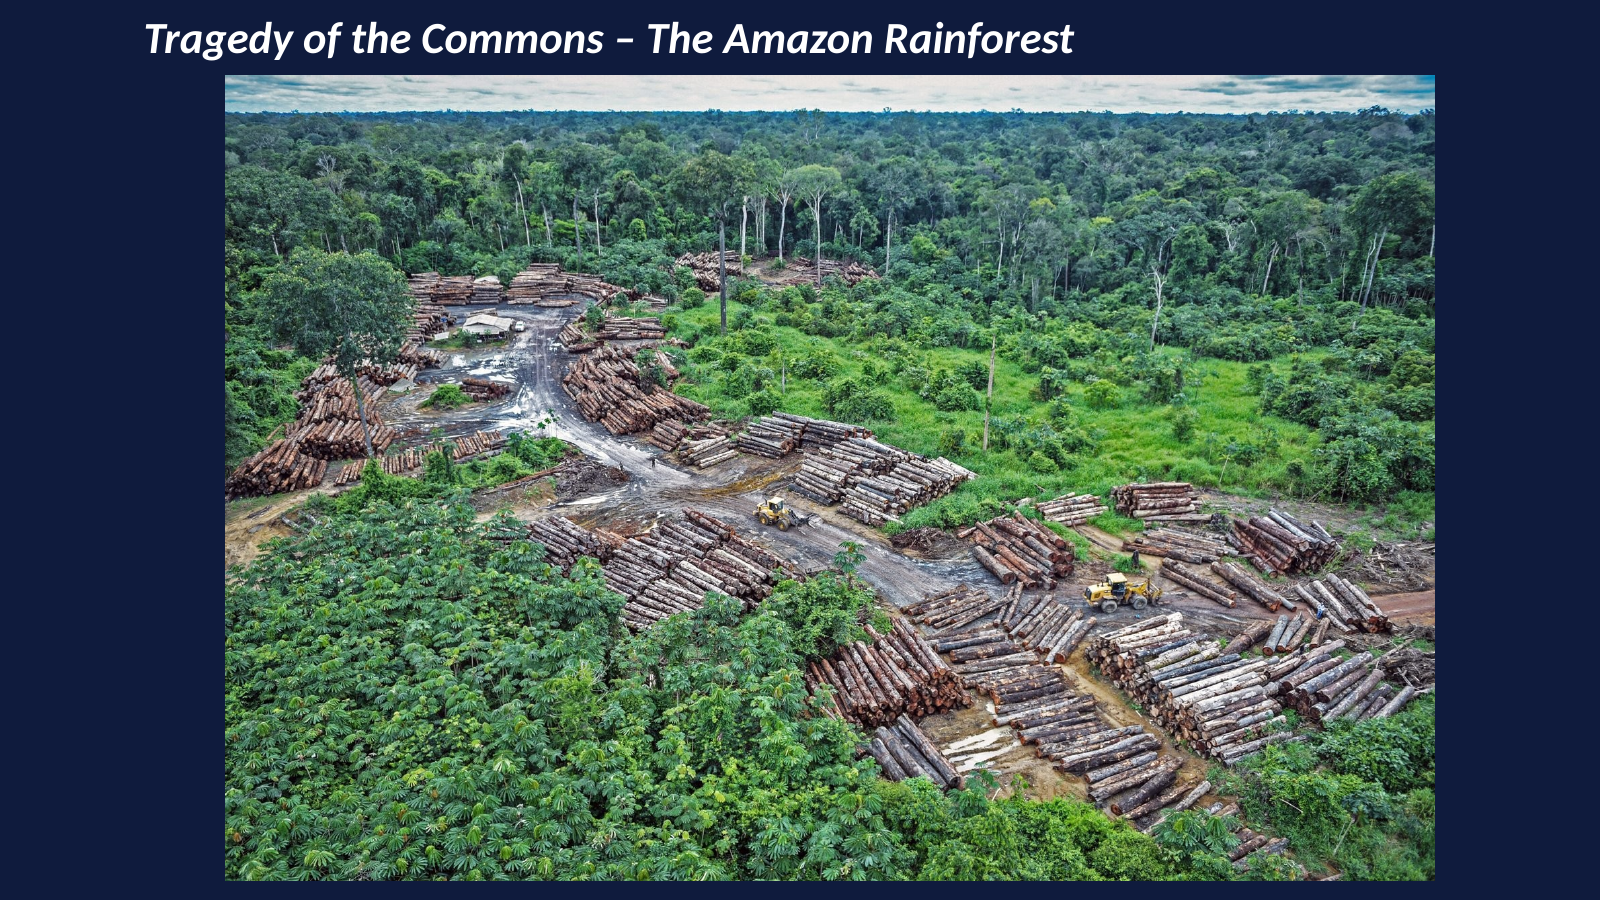 Tragedy of the Commons – The Amazon Rainforest